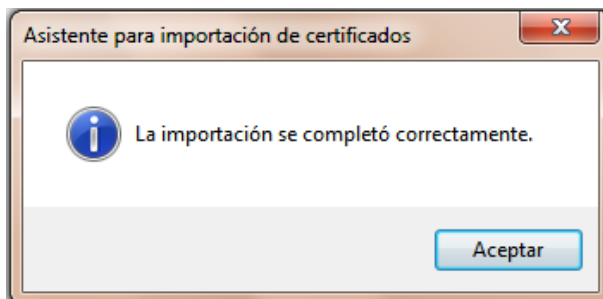 Asistente para importación de certificados
La importación se completó correctamente.
Aceptar